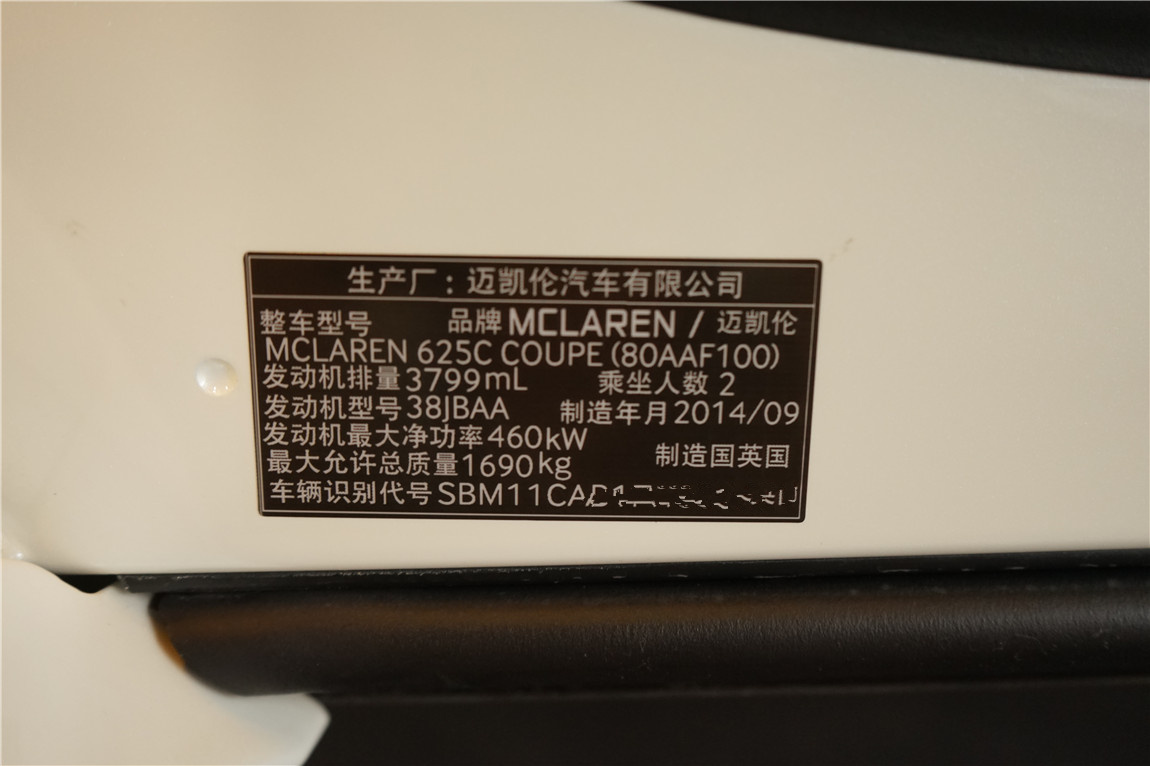 生产厂：迈凯伦汽车有限公司
整车型号 品牌 MCLAREN / 迈凯伦
MCLAREN 625C COUPE (80AAF100)
发动机排量 3799mL 乘坐人数 2
发动机型号 38JBAA 制造年月 2014/09
发动机最大净功率 460kW
最大允许总质量 1690kg 制造国英国
车辆识别代号